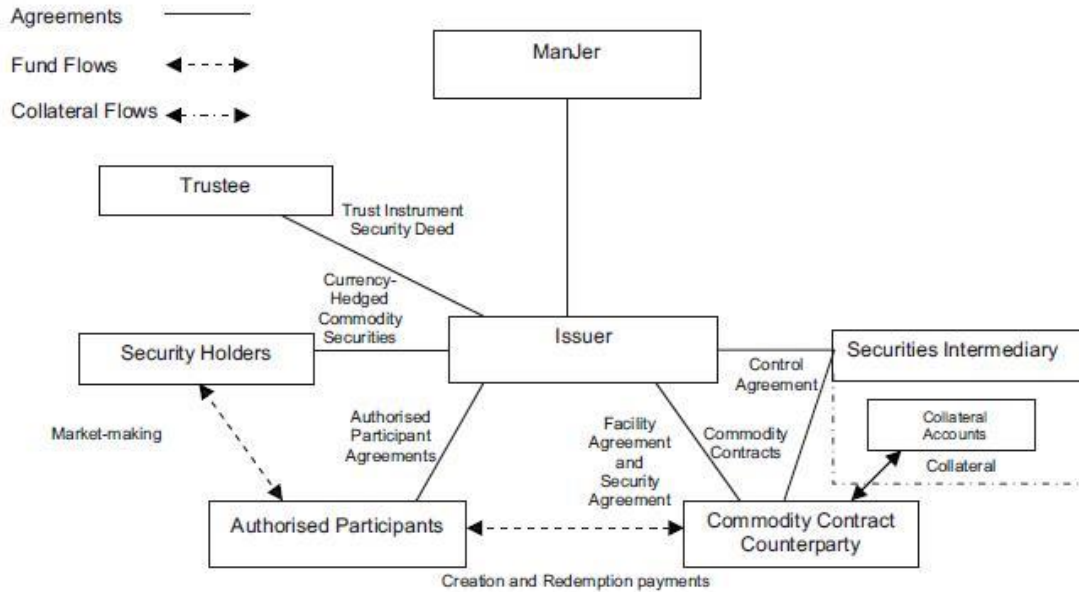 Agreements
ManJer
Fund Flows
Collateral Flows
Trustee
Trust Instrument
Security Deed
Currency-
Hedged
Commodity
Securities
Issuer
Security Holders
Securities Intermediary
Control
Agreement
Market-making
Authorised
Participant
Agreements
Facility
Agreement
and
Security
Agreement
Commodity
Contracts
Collateral
Accounts
Collateral
Authorised Participants
Commodity Contract
Counterparty
Creation and Redemption payments